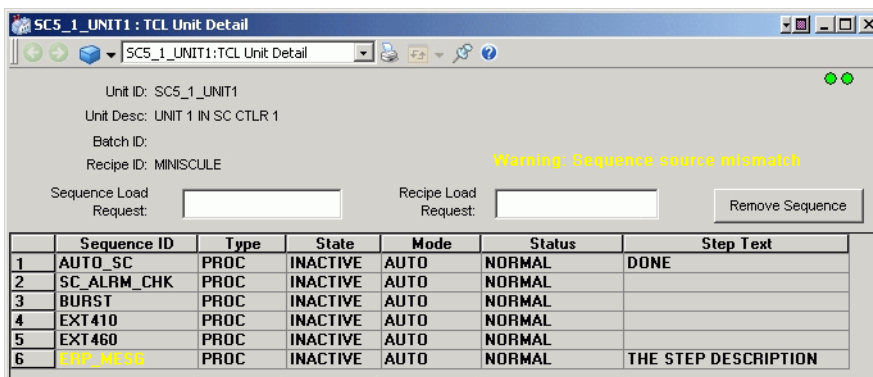 SC5_1_UNIT1 : TCL Unit Detail
SC5_1_UNIT1:TCL Unit Detail
Unit ID: SC5_1_UNIT1
Unit Desc: UNIT 1 IN SC CTLR 1
Batch ID:
Recipe ID: MINISCULE
Warning: Sequence source mismatch
Sequence Load Request:
Recipe Load Request:
Remove Sequence
Sequence ID Type State Mode Status Step Text
1 AUTO_SC PROC INACTIVE AUTO NORMAL DONE
2 SC_ALRM_CHK PROC INACTIVE AUTO NORMAL
3 BURST PROC INACTIVE AUTO NORMAL
4 EXT410 PROC INACTIVE AUTO NORMAL
5 EXT460 PROC INACTIVE AUTO NORMAL
6 ERP_MESG PROC INACTIVE AUTO NORMAL THE STEP DESCRIPTION